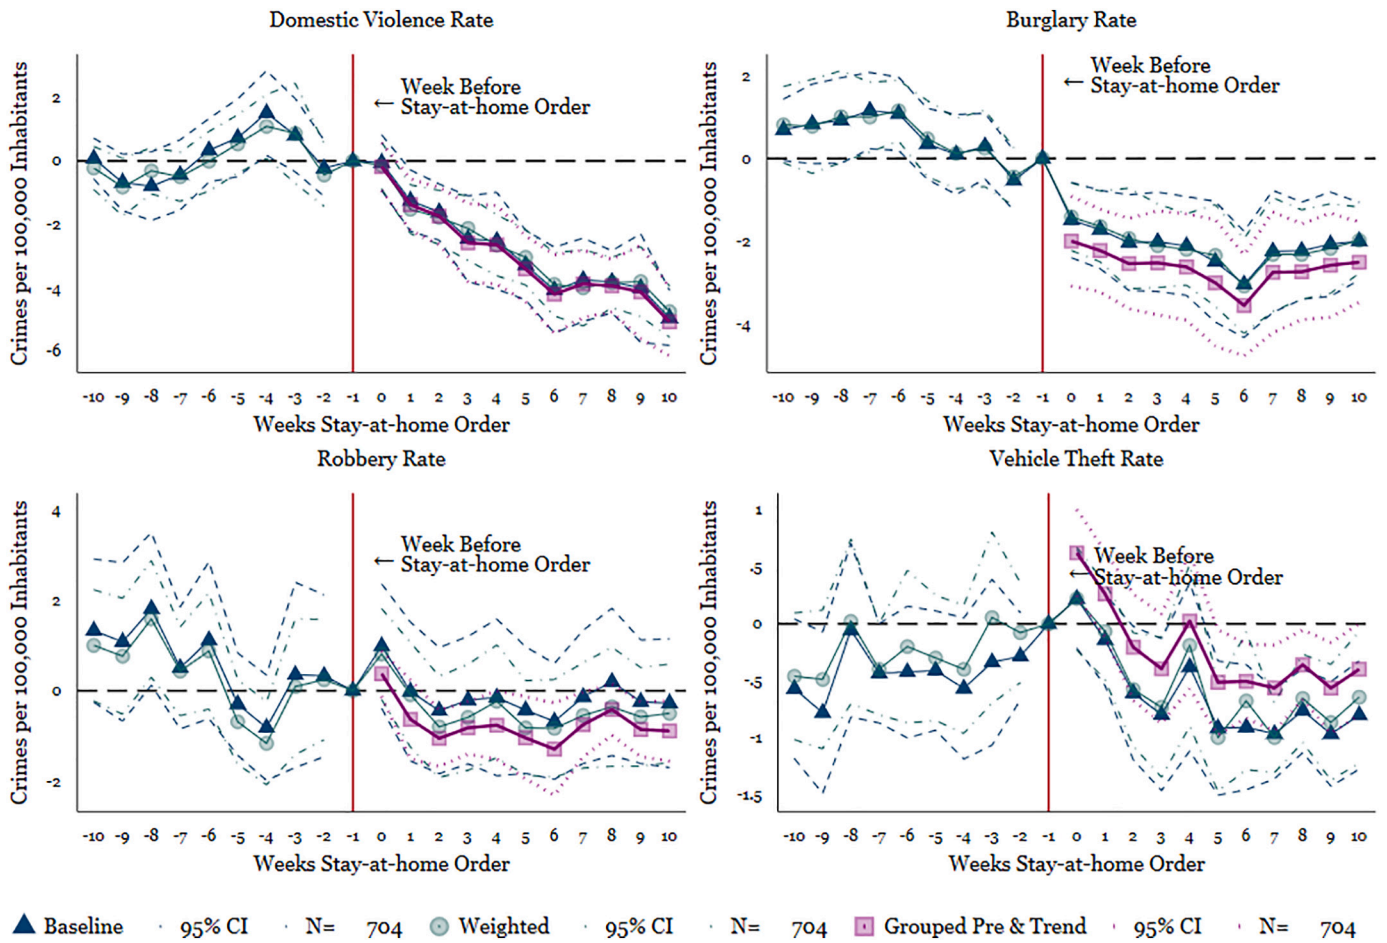 Domestic Violence Rate
Crimes per 100,000 Inhabitants
2
0
-2
-4
-6
← Week Before
Stay-at-home Order
-10 -9 -8 -7 -6 -5 -4 -3 -2 -1 0 1 2 3 4 5 6 7 8 9 10
Weeks Stay-at-home Order
Burglary Rate
Crimes per 100,000 Inhabitants
2
0
-2
-4
← Week Before
Stay-at-home Order
-10 -9 -8 -7 -6 -5 -4 -3 -2 -1 0 1 2 3 4 5 6 7 8 9 10
Weeks Stay-at-home Order
Robbery Rate
Crimes per 100,000 Inhabitants
4
2
0
-2
← Week Before
Stay-at-home Order
-10 -9 -8 -7 -6 -5 -4 -3 -2 -1 0 1 2 3 4 5 6 7 8 9 10
Weeks Stay-at-home Order
Vehicle Theft Rate
Crimes per 100,000 Inhabitants
1
.5
0
-.5
-1
-1.5
← Week Before
Stay-at-home Order
-10 -9 -8 -7 -6 -5 -4 -3 -2 -1 0 1 2 3 4 5 6 7 8 9 10
Weeks Stay-at-home Order
Baseline 95% CI N= 704 Weighted 95% CI N= 704 Grouped Pre & Trend 95% CI N= 704